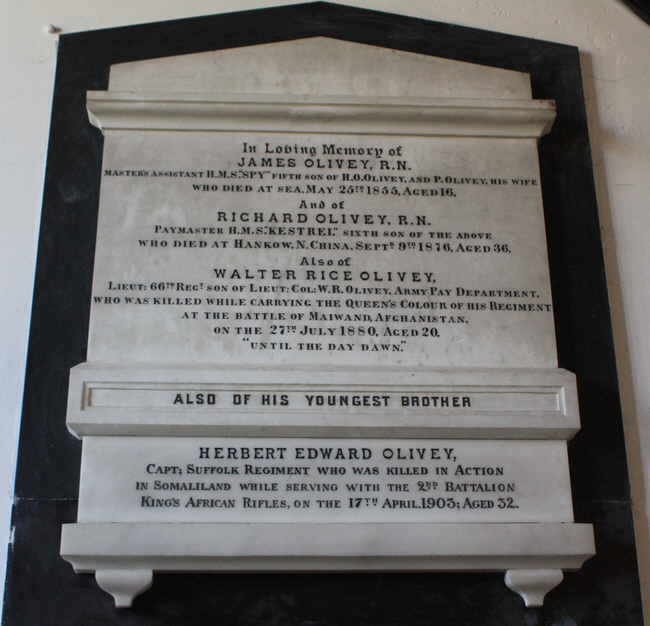 In Loving Memory of
JAMES OLIVEY, R.N.
MASTER'S ASSISTANT H.M.S. "SPY" FIFTH SON OF H.O. OLIVEY, AND P. OLIVEY, HIS WIFE
WHO DIED AT SEA, MAY 25TH 1855, AGED 16.
And of
RICHARD OLIVEY, R.N.
PAYMASTER H.M.S. "KESTREL" SIXTH SON OF THE ABOVE
WHO DIED AT HANKOW, N. CHINA, SEPTR 9TH 1876, AGED 36.
Also of
WALTER RICE OLIVEY,
LIEUT: 66TH REGT SON OF LIEUT: COL: W.R. OLIVEY, ARMY PAY DEPARTMENT,
WHO WAS KILLED WHILE CARRYING THE QUEEN'S COLOUR OF HIS REGIMENT
AT THE BATTLE OF MAIWAND, AFGHANISTAN,
ON THE 27TH JULY 1880, AGED 20.
"UNTIL THE DAY DAWN."
ALSO OF HIS YOUNGEST BROTHER
HERBERT EDWARD OLIVEY,
CAPT; SUFFOLK REGIMENT WHO WAS KILLED IN ACTION
IN SOMALILAND WHILE SERVING WITH THE 2ND BATTALION
KING'S AFRICAN RIFLES, ON THE 17TH APRIL, 1903; AGED 32.